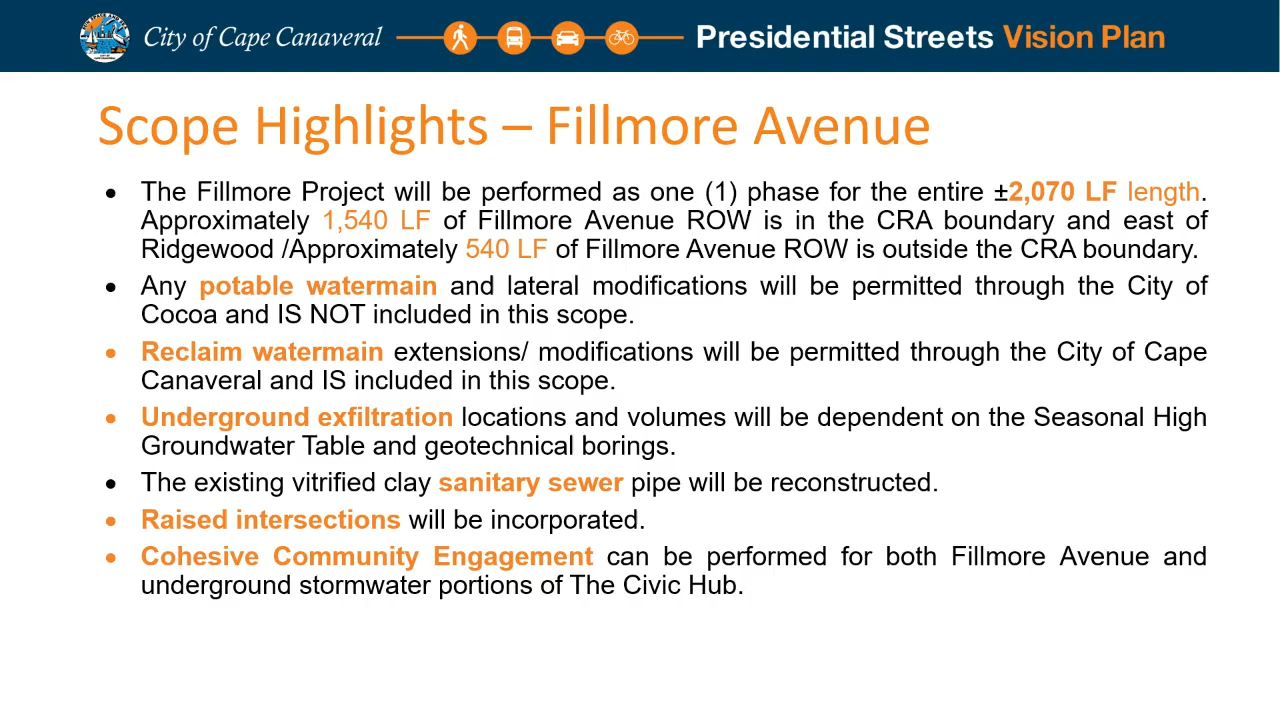 City of Cape Canaveral
Presidential Streets Vision Plan
Scope Highlights – Fillmore Avenue
• The Fillmore Project will be performed as one (1) phase for the entire ±2,070 LF length.
Approximately 1,540 LF of Fillmore Avenue ROW is in the CRA boundary and east of
Ridgewood /Approximately 540 LF of Fillmore Avenue ROW is outside the CRA boundary.
• Any potable watermain and lateral modifications will be permitted through the City of
Cocoa and IS NOT included in this scope.
• Reclaim watermain extensions/ modifications will be permitted through the City of Cape
Canaveral and IS included in this scope.
• Underground exfiltration locations and volumes will be dependent on the Seasonal High
Groundwater Table and geotechnical borings.
• The existing vitrified clay sanitary sewer pipe will be reconstructed.
• Raised intersections will be incorporated.
• Cohesive Community Engagement can be performed for both Fillmore Avenue and
underground stormwater portions of The Civic Hub.